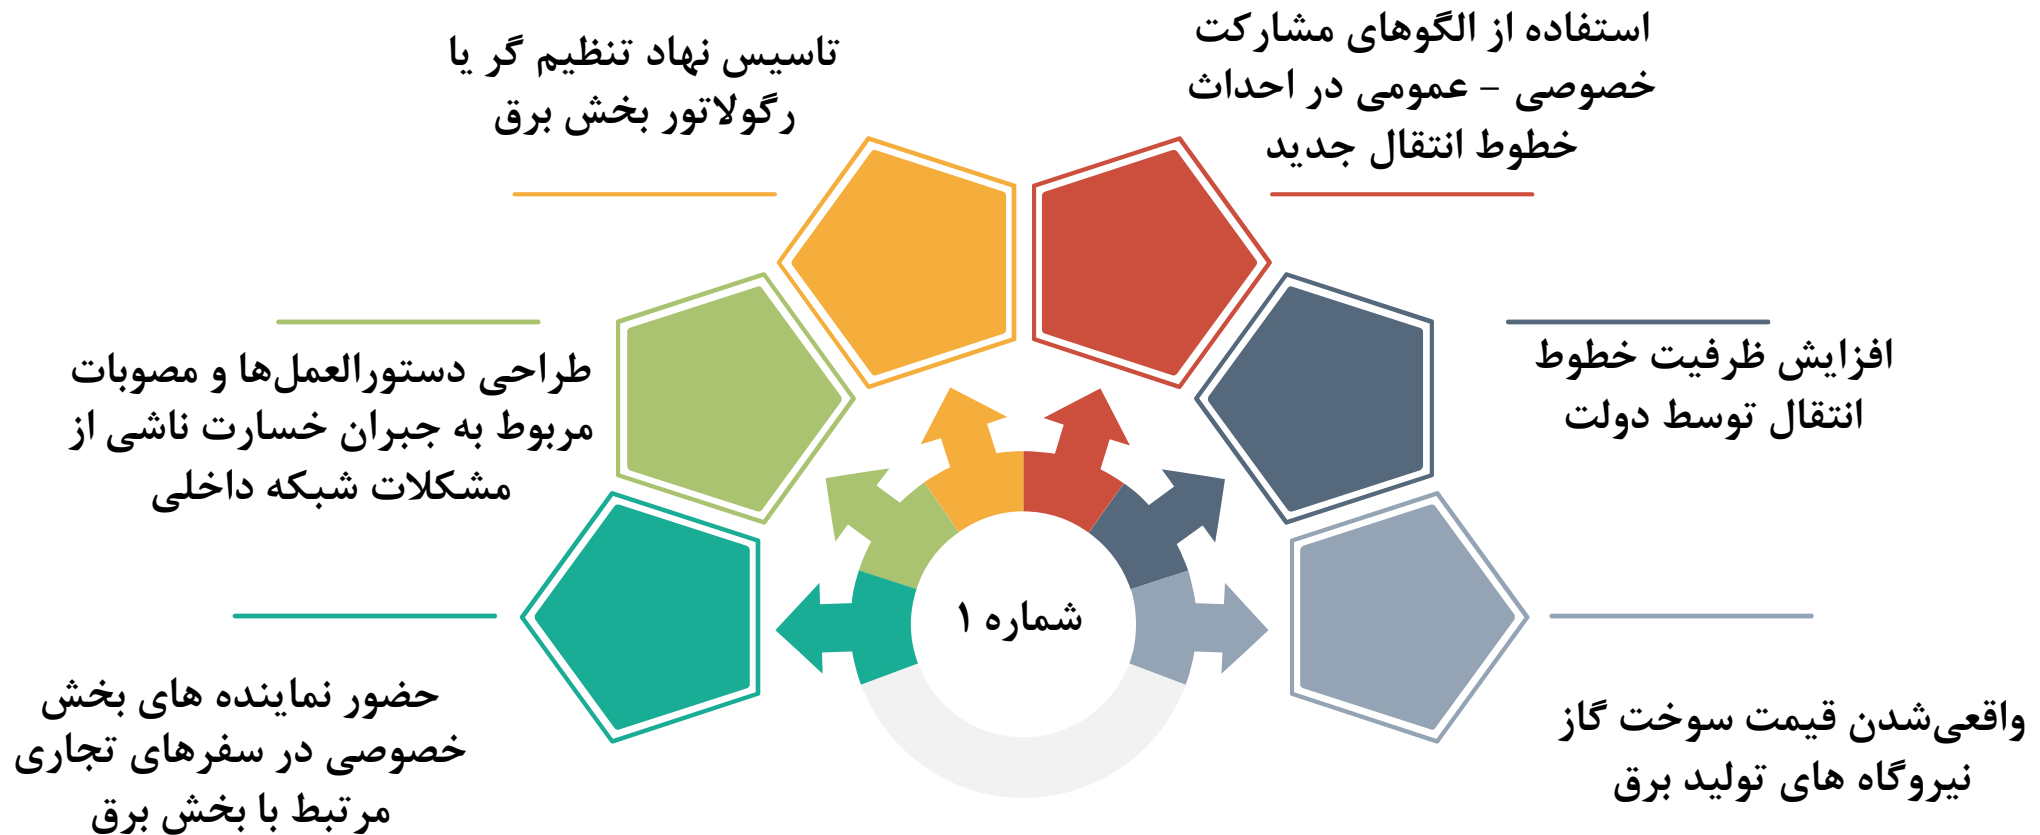 استفاده از الگوهای مشارکت
خصوصی – عمومی در احداث
خطوط انتقال جدید
تاسیس نهاد تنظیم گر یا
رگولاتور بخش برق
افزایش ظرفیت خطوط
انتقال توسط دولت
طراحی دستورالعمل‌ها و مصوبات
مربوط به جبران خسارت ناشی از
مشکلات شبکه داخلی
شماره ۱
واقعی‌شدن قیمت سوخت گاز
نیروگاه های تولید برق
حضور نماینده های بخش
خصوصی در سفرهای تجاری
مرتبط با بخش برق